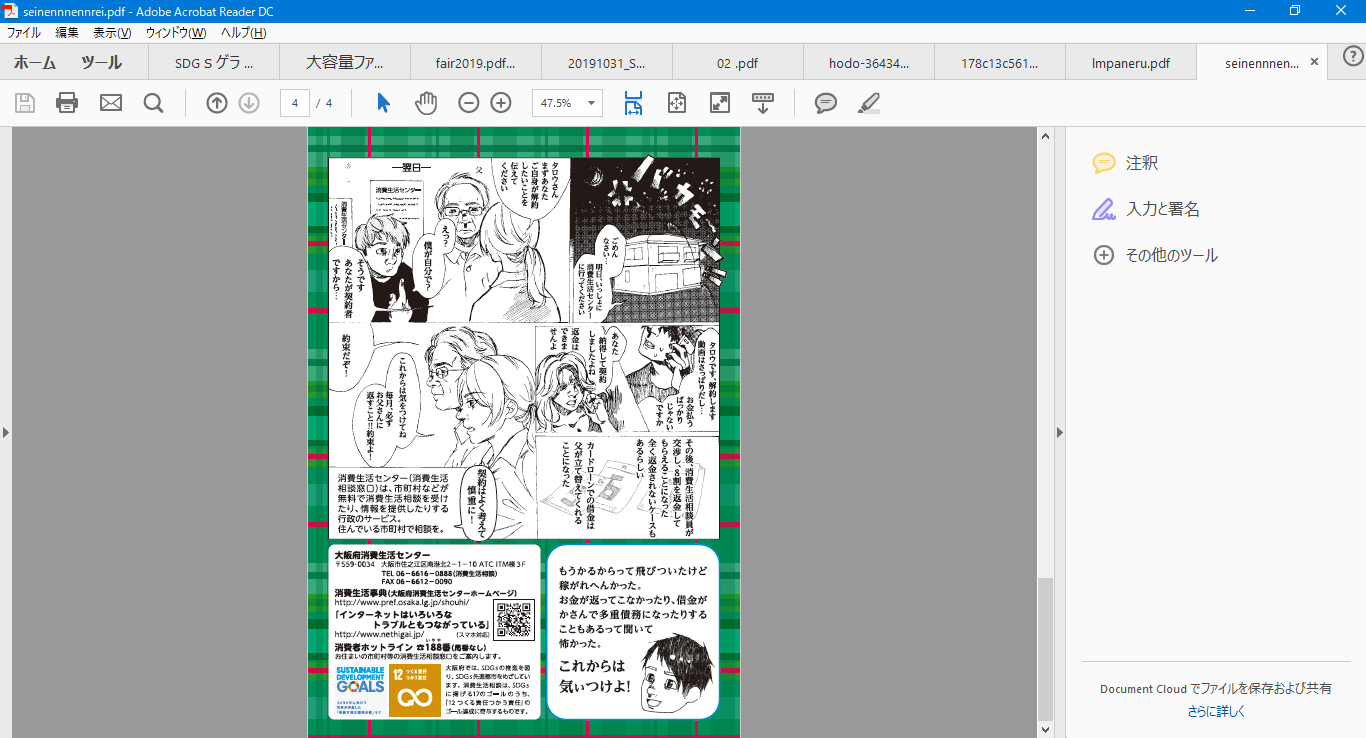 seinennnennrei.pdf - Adobe Acrobat Reader DC
ファイル 編集 表示(V) ウィンドウ(W) ヘルプ(H)
ホーム ツール SDG S ゲラ ... 大容量ファ... fair2019.pdf... 20191031_S... 02 .pdf hodo-36434... 178c13c561... Impaneru.pdf seinennnen... ×
4 / 4 47.5%
バカモン
ごめん
なさい…
明日、いっしょに
消費生活センター
に行ってください
―翌日―
父
消費生活センター
消費生活センター
タロウさん
まずあなた
ご自身が解約
したいことを
伝えて
ください
えっ?
僕が自分で?
そうです
あなたが契約者
ですから…
タロウです、解約します
動画はさっぱりだし…
お金払う
ばっかり
じゃない
ですか
あなた
納得して契約
しましたよね
返金は
できま
せんよ
その後、消費生活相談員が
交渉し、8割を返金して
もらえることになった
全く返金されないケースも
あるらしい
カードローンでの借金は
父が立て替えてくれる
ことになった
これからは気をつけてね
毎月、必ず
お父さんに
返すこと!!約束よ!
約束だぞ!
契約はよく考えて
慎重に!
消費生活センター(消費生活
相談窓口)は、市町村などが
無料で消費生活相談を受け
たり、情報を提供したりする
行政のサービス。
住んでいる市町村で相談を。
大阪府消費生活センター
〒559-0034 大阪市住之江区南港北2-1-10 ATC ITM棟3F
TEL 06-6616-0888(消費生活相談)
FAX 06-6612-0090
消費生活事典(大阪府消費生活センターホームページ)
http://www.pref.osaka.lg.jp/shouhi/
「インターネットはいろいろな
トラブルともつながっている」
http://www.nethigai.jp/ (スマホ対応)
いやや
消費者ホットライン ☎188番(局番なし)
お住まいの市町村等の消費生活相談窓口をご案内します。
SUSTAINABLE
DEVELOPMENT
GOALS
12 つくる責任
つかう責任
大阪府では、SDGsの推進を図
り、SDGs先進都市をめざしてい
ます。消費生活相談は、SDGs
に掲げる17のゴールのうち、
「12 つくる責任つかう責任」の
ゴール達成に寄与するものです。
もうかるからって飛びついたけど
稼がれへんかった。
お金が返ってこなかったり、借金が
かさんで多重債務になったりする
こともあるって聞いて
怖かった。
これからは
気ぃつけよ!
注釈
入力と署名
その他のツール
Document Cloud でファイルを保存および共有
さらに詳しく